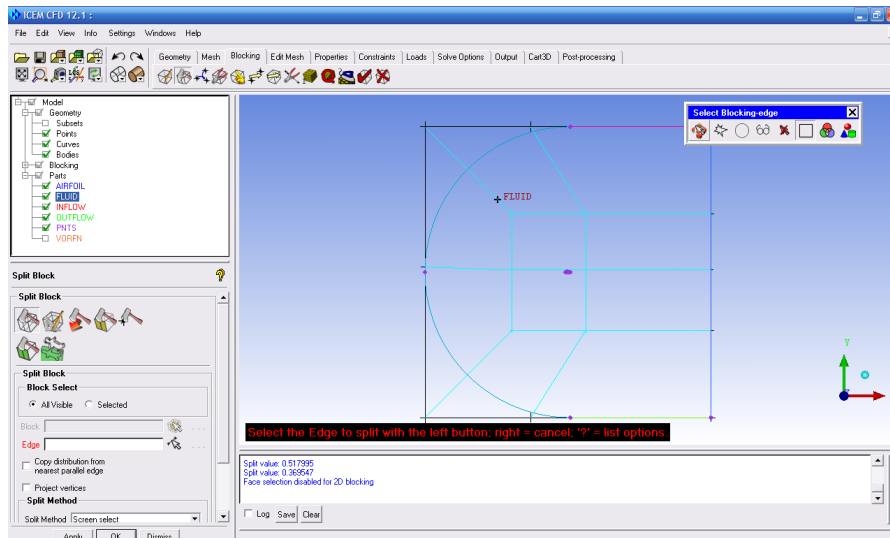 ICEM CFD 12.1 :
File Edit View Info Settings Windows Help
Geometry Mesh Blocking Edit Mesh Properties Constraints Loads Solve Options Output Cart3D Post-processing
Model
Geometry
Subsets
Points
Curves
Bodies
Blocking
Parts
AIRFOIL
FLUID
INFLOW
OUTFLOW
PNTS
VORFN
Select Blocking-edge
FLUID
y
Split Block
Split Block
Split Block
Block Select
All Visible Selected
Block
Edge
Copy distribution from
nearest parallel edge
Project vertices
Split Method
Split Method Screen select
Apply OK Dismiss
Select the Edge to split with the left button; right = cancel; '?' = list options.
Split value: 0.517995
Split value: 0.369547
Face selection disabled for 2D blocking
Log Save Clear